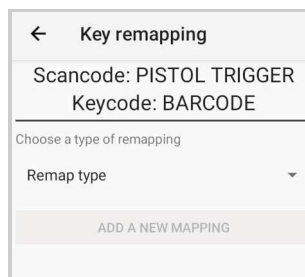 Key remapping
Scancode: PISTOL TRIGGER
Keycode: BARCODE
Choose a type of remapping
Remap type
ADD A NEW MAPPING